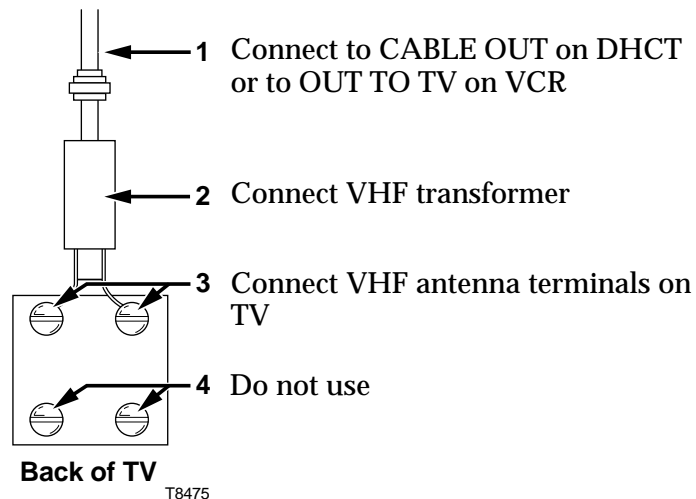 1 Connect to CABLE OUT on DHCT
or to OUT TO TV on VCR
2 Connect VHF transformer
3 Connect VHF antenna terminals on
TV
4 Do not use
Back of TV
T8475